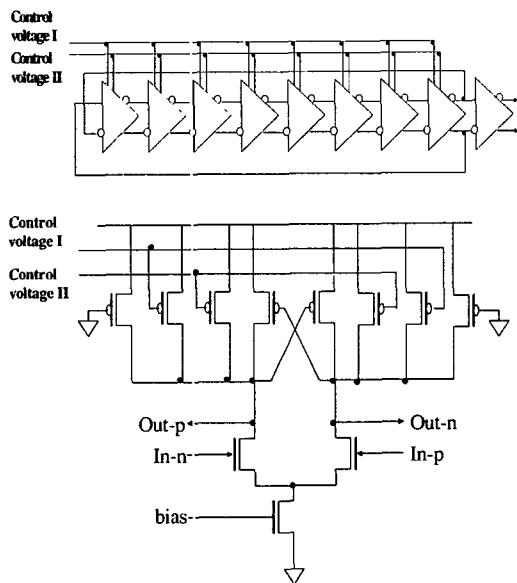 Control
voltage I
Control
voltage II
Control
voltage I
Control
voltage II
Out-p
Out-n
In-n
In-p
bias